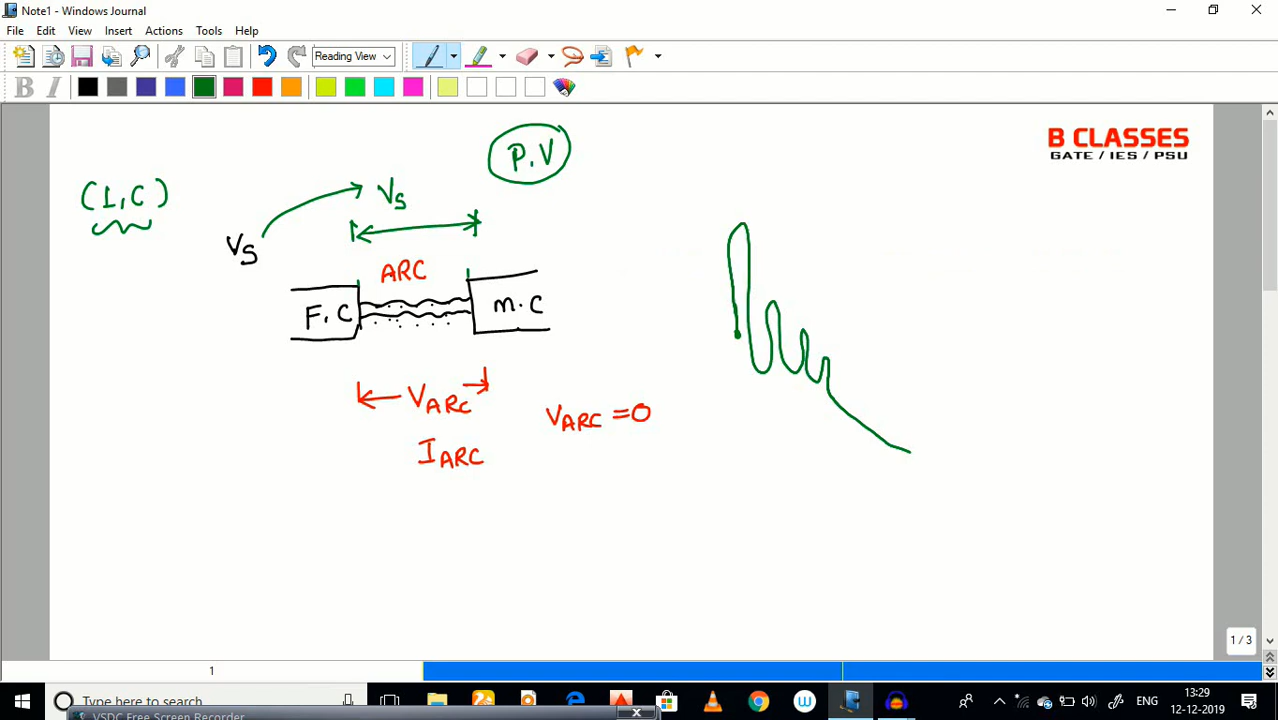 Note1 - Windows Journal
File Edit View Insert Actions Tools Help
Reading View
B I
B CLASSES
GATE / IES / PSU
P.V
(I,C)
VS
VS
ARC
F.C
M.C
VARC
VARC = 0
IARC
1 / 3
1
Type here to search
W
ENG
13:29
12-12-2019
VSDC Free Screen Recorder